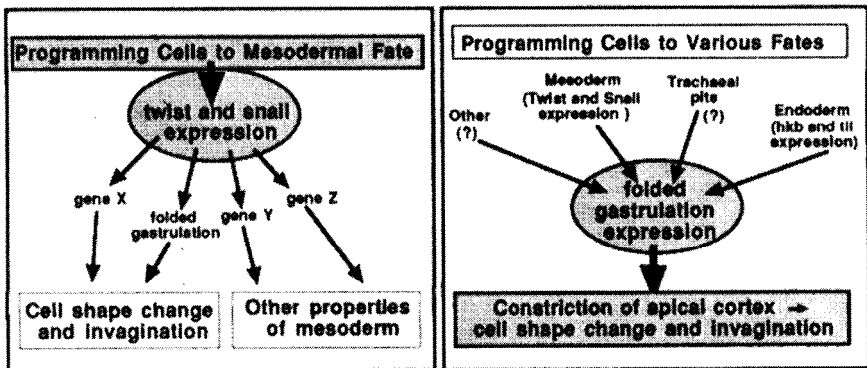 Programming Cells to Mesodermal Fate
twist and snail
expression
gene X
folded
gastrulation
gene Y
gene Z
Cell shape change
and invagination
Other properties
of mesoderm
Programming Cells to Various Fates
Other
(?)
Mesoderm
(Twist and Snail
expression )
Trachaeal
pits
(?)
Endoderm
(hkb and tll
expression)
folded
gastrulation
expression
Constriction of apical cortex →
cell shape change and invagination